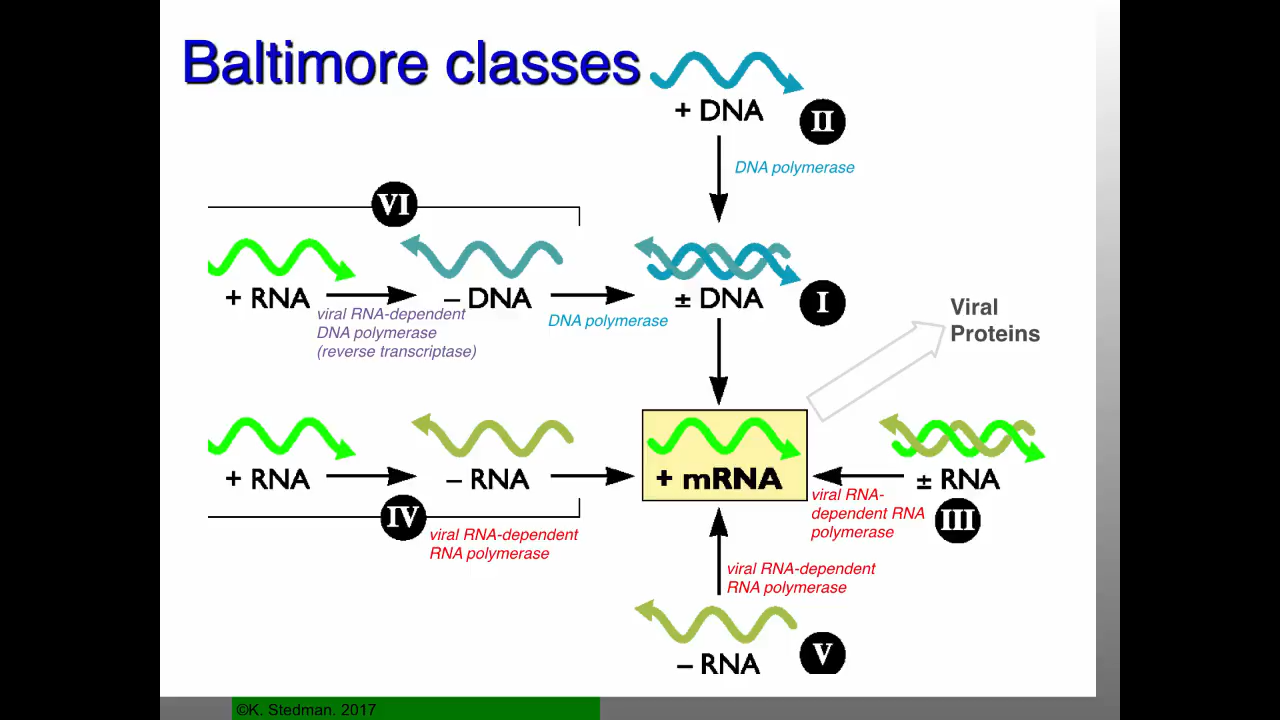 Baltimore classes
+ DNA
II
DNA polymerase
VI
+ RNA
– DNA
± DNA
I
viral RNA-dependent
DNA polymerase
(reverse transcriptase)
DNA polymerase
Viral
Proteins
+ RNA
– RNA
+ mRNA
± RNA
III
viral RNA-
dependent RNA
polymerase
IV
viral RNA-dependent
RNA polymerase
viral RNA-dependent
RNA polymerase
– RNA
V
©K. Stedman. 2017